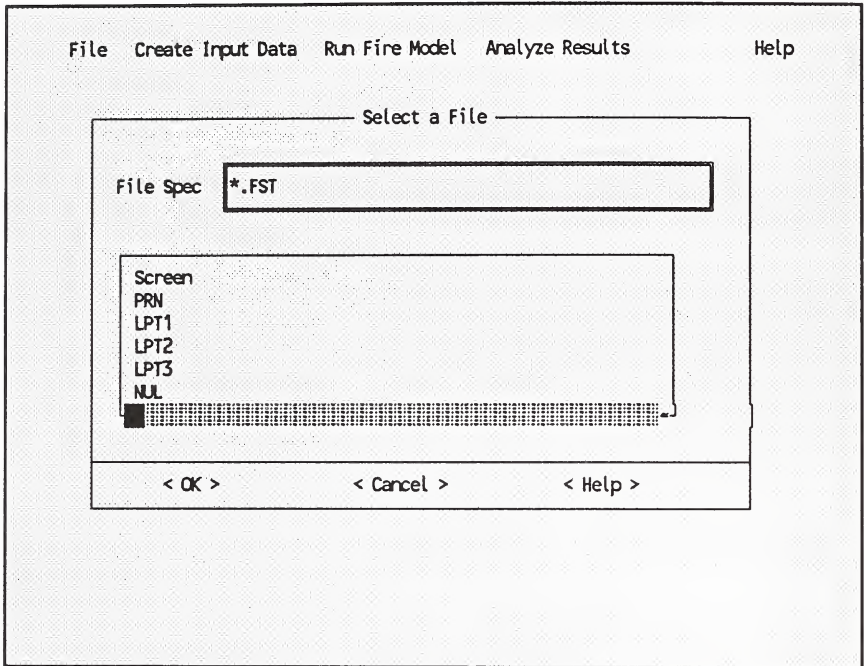 File Create Input Data Run Fire Model Analyze Results Help
Select a File
File Spec *.FST
Screen
PRN
LPT1
LPT2
LPT3
NUL
< OK > < Cancel > < Help >